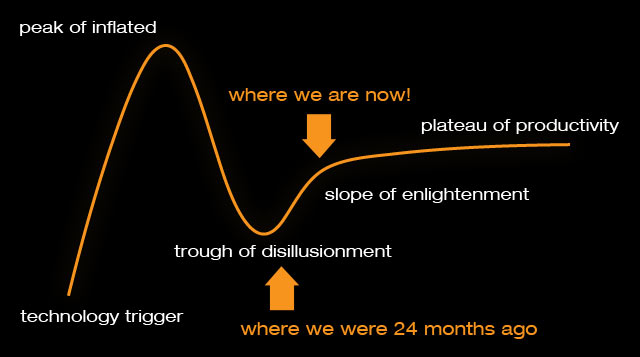 peak of inflated
where we are now!
plateau of productivity
slope of enlightenment
trough of disillusionment
technology trigger
where we were 24 months ago